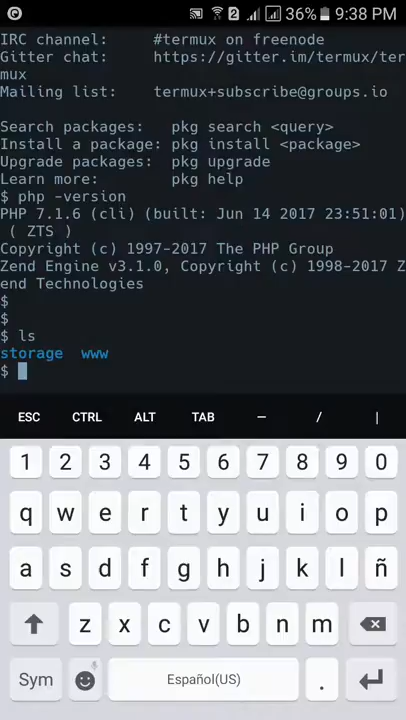 2 36% 9:38 PM
IRC channel: #termux on freenode
Gitter chat: https://gitter.im/termux/ter
mux
Mailing list: termux+subscribe@groups.io
Search packages: pkg search <query>
Install a package: pkg install <package>
Upgrade packages: pkg upgrade
Learn more: pkg help
$ php -version
PHP 7.1.6 (cli) (built: Jun 14 2017 23:51:01)
( ZTS )
Copyright (c) 1997-2017 The PHP Group
Zend Engine v3.1.0, Copyright (c) 1998-2017 Z
end Technologies
$
$
$ ls
storage www
$
ESC CTRL ALT TAB — / |
1 2 3 4 5 6 7 8 9 0
q w e r t y u i o p
a s d f g h j k l ñ
z x c v b n m
Sym Español(US) .